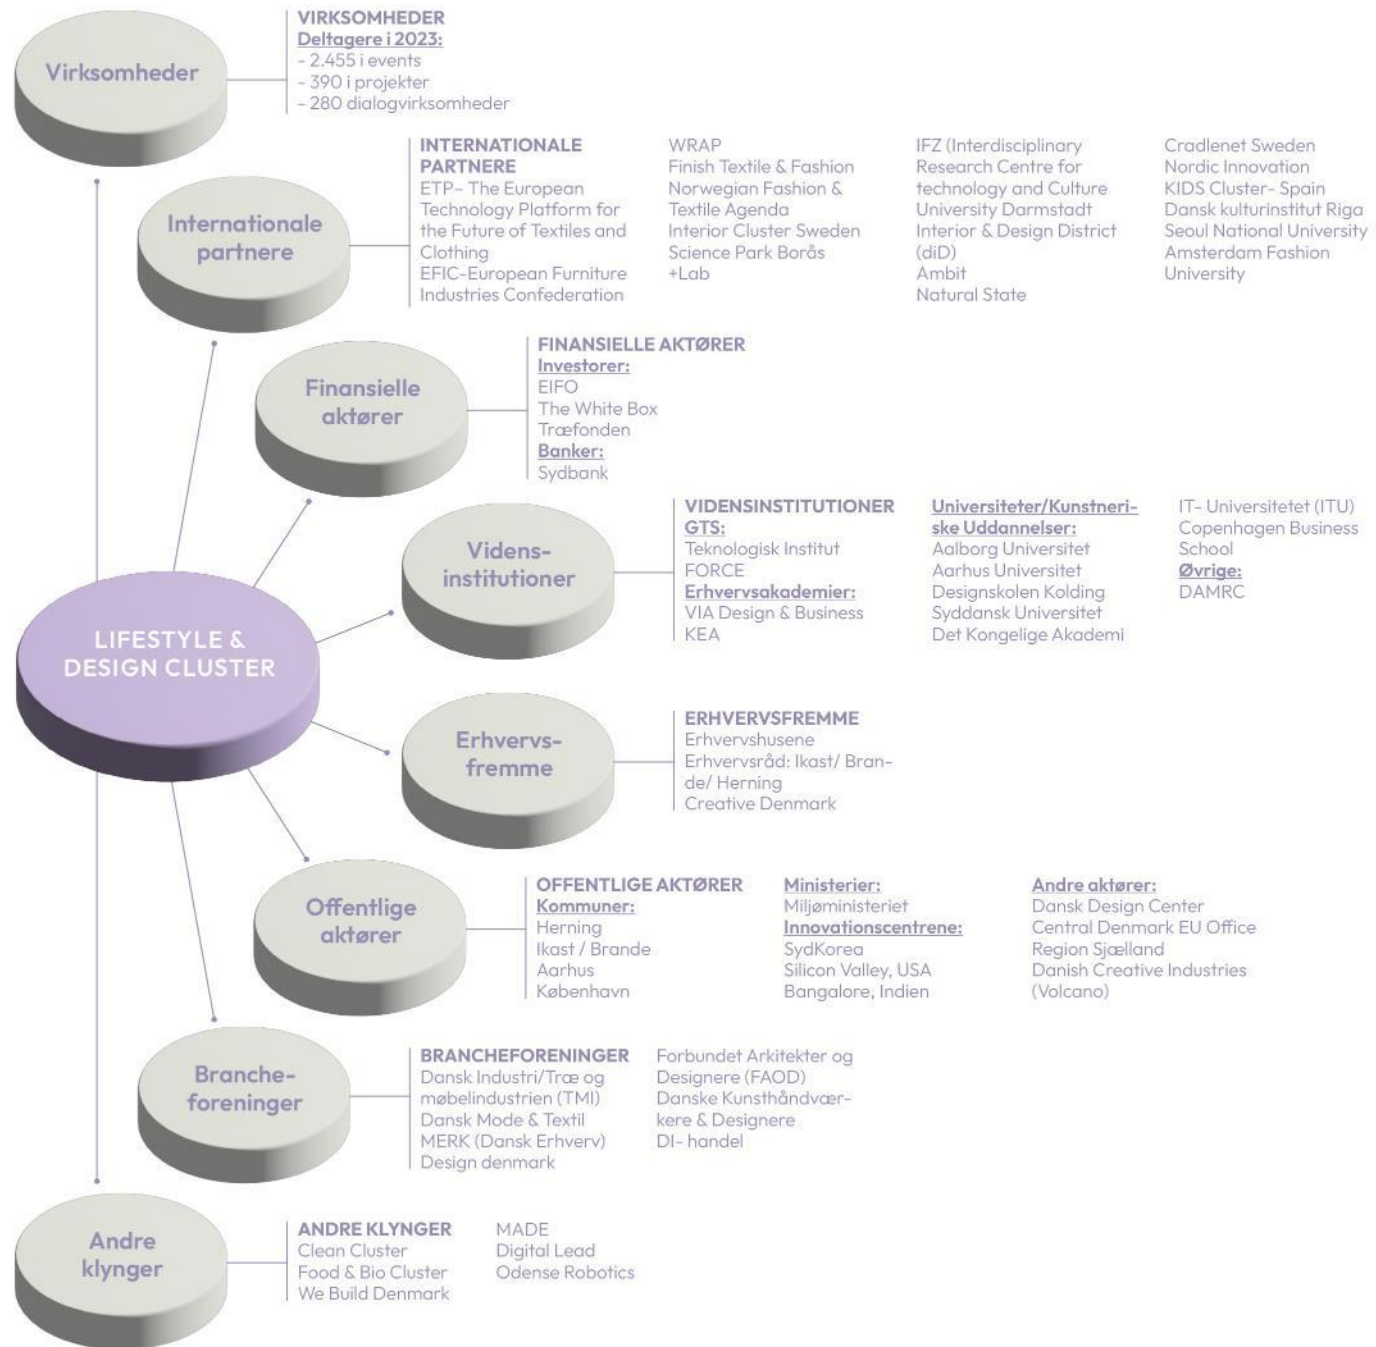 Virksomheder
VIRKSOMHEDER
Deltagere i 2023:
- 2.455 i events
- 390 i projekter
- 280 dialogvirksomheder
Internationale
partnere
INTERNATIONALE
PARTNERE
ETP- The European
Technology Platform for
the Future of Textiles and
Clothing
EFIC-European Furniture
Industries Confederation
WRAP
Finish Textile & Fashion
Norwegian Fashion &
Textile Agenda
Interior Cluster Sweden
Science Park Borås
+Lab
IFZ (Interdisciplinary
Research Centre for
technology and Culture
University Darmstadt
Interior & Design District
(diD)
Ambit
Natural State
Cradlenet Sweden
Nordic Innovation
KIDS Cluster- Spain
Dansk kulturinstitut Riga
Seoul National University
Amsterdam Fashion
University
Finansielle
aktører
FINANSIELLE AKTØRER
Investorer:
EIFO
The White Box
Træfonden
Banker:
Sydbank
Videns-
institutioner
VIDENSINSTITUTIONER
GTS:
Teknologisk Institut
FORCE
Erhvervsakademier:
VIA Design & Business
KEA
Universiteter/Kunstneri-
ske Uddannelser:
Aalborg Universitet
Aarhus Universitet
Designskolen Kolding
Syddansk Universitet
Det Kongelige Akademi
IT- Universitetet (ITU)
Copenhagen Business
School
Øvrige:
DAMRC
LIFESTYLE &
DESIGN CLUSTER
Erhvervs-
fremme
ERHVERVSFREMME
Erhvervshusene
Erhvervsråd: Ikast/ Bran-
de/ Herning
Creative Denmark
Offentlige
aktører
OFFENTLIGE AKTØRER
Kommuner:
Herning
Ikast / Brande
Aarhus
København
Ministerier:
Miljøministeriet
Innovationscentrene:
SydKorea
Silicon Valley, USA
Bangalore, Indien
Andre aktører:
Dansk Design Center
Central Denmark EU Office
Region Sjælland
Danish Creative Industries
(Volcano)
Branche-
foreninger
BRANCHEFORENINGER
Dansk Industri/Træ og
møbelindustrien (TMI)
Dansk Mode & Textil
MERK (Dansk Erhverv)
Design denmark
Forbundet Arkitekter og
Designere (FAOD)
Danske Kunsthåndvær-
kere & Designere
DI- handel
Andre
klynger
ANDRE KLYNGER
Clean Cluster
Food & Bio Cluster
We Build Denmark
MADE
Digital Lead
Odense Robotics